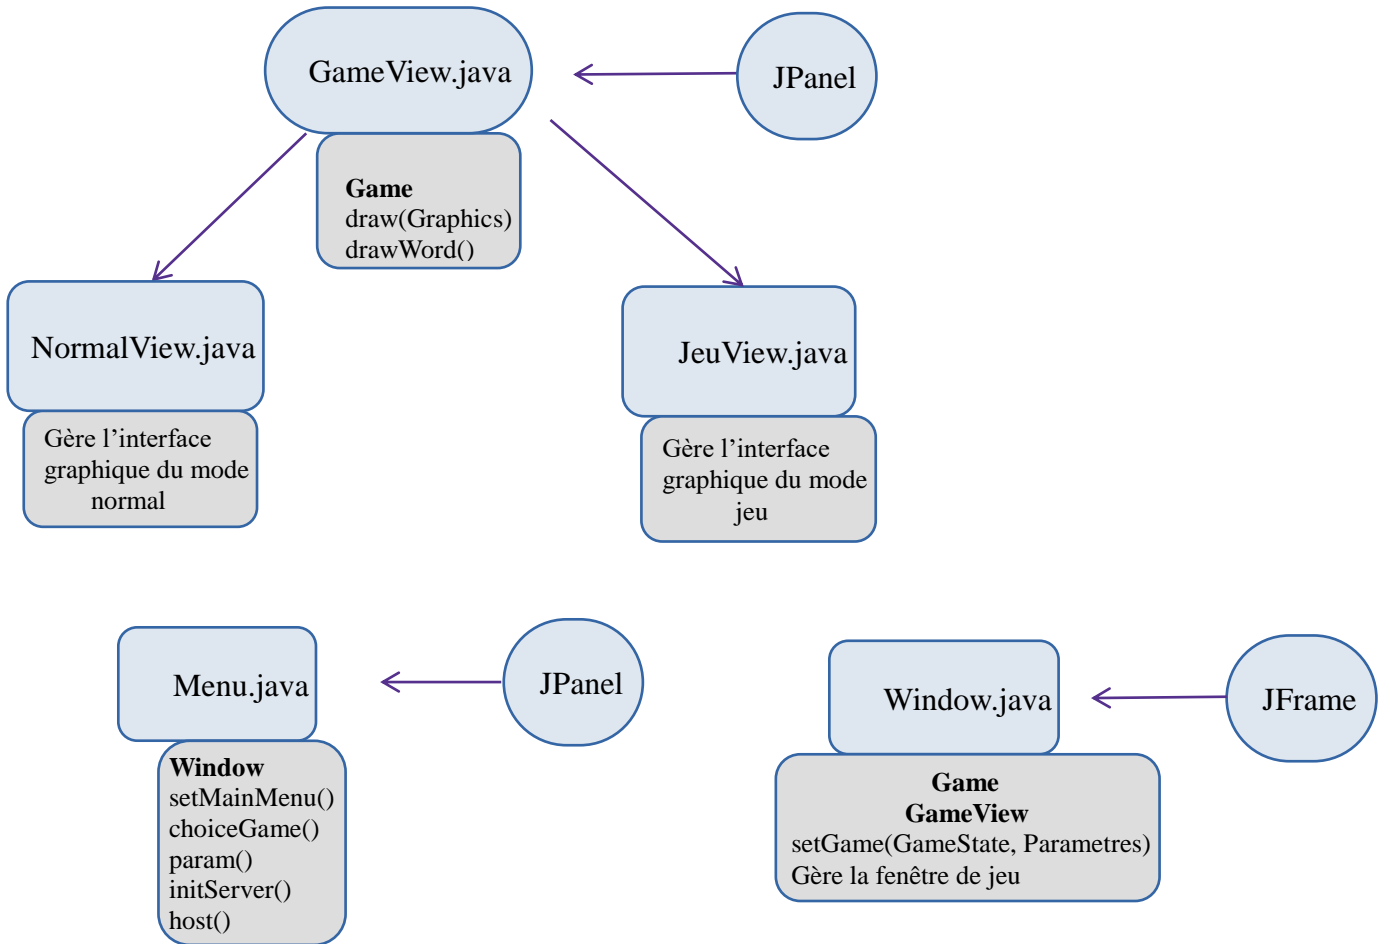 GameView.java
JPanel
Game
draw(Graphics)
drawWord()
NormalView.java
Gère l’interface
graphique du mode
normal
JeuView.java
Gère l’interface
graphique du mode
jeu
Menu.java
JPanel
Window
setMainMenu()
choiceGame()
param()
initServer()
host()
Window.java
JFrame
Game
GameView
setGame(GameState, Parametres)
Gère la fenêtre de jeu